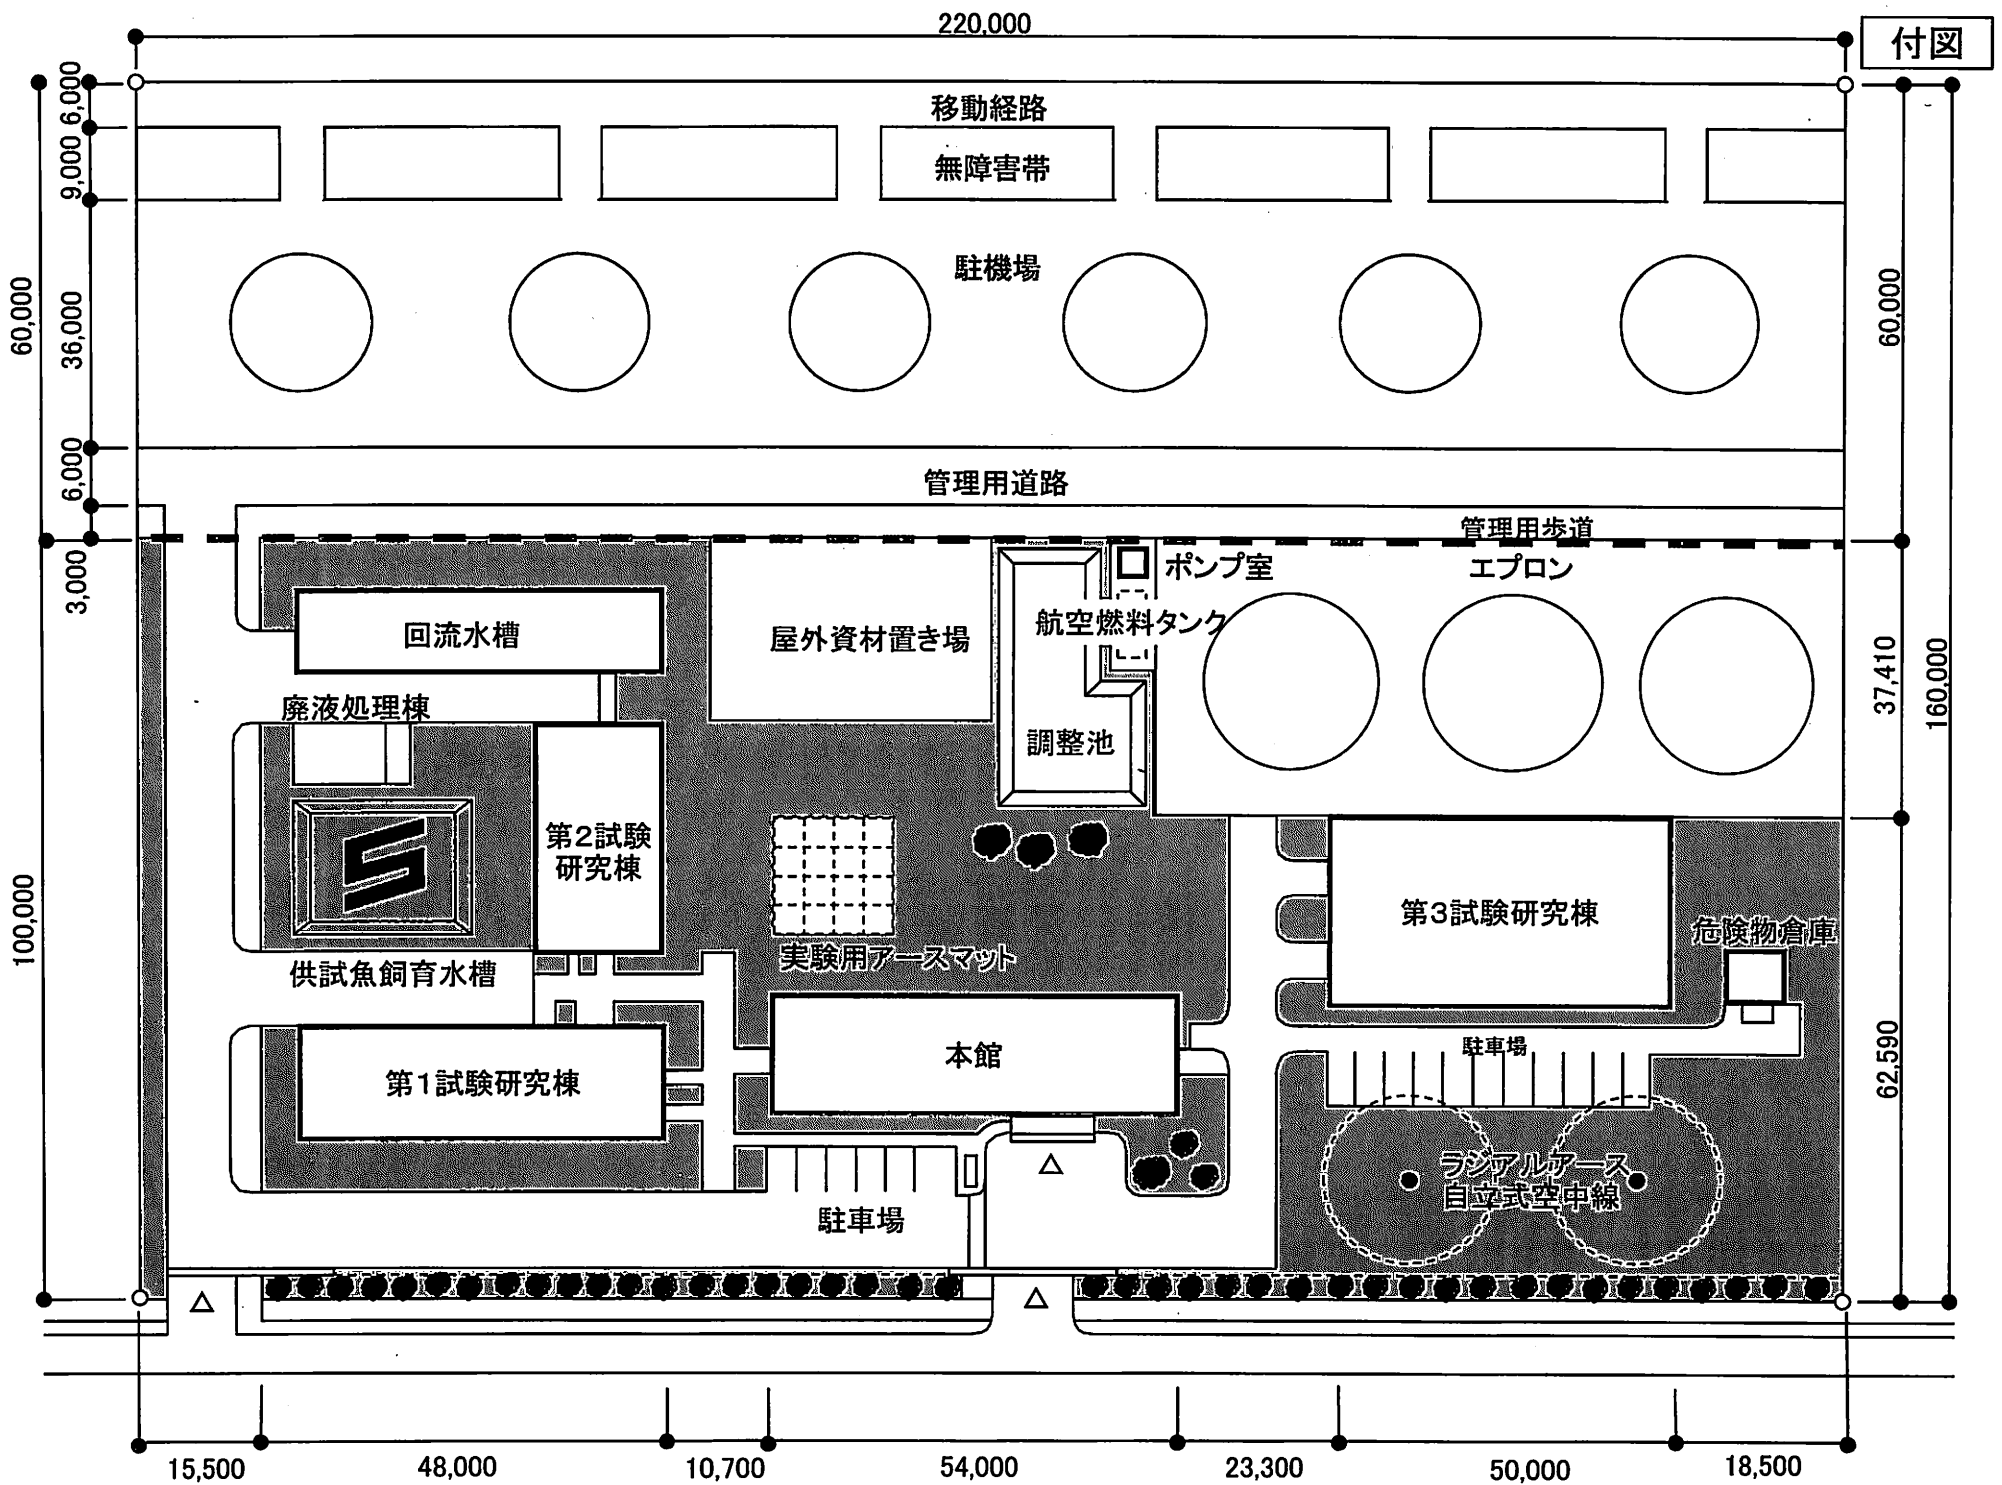 220,000
付図
6,000
移動経路
9,000
無障害帯
駐機場
60,000
36,000
60,000
6,000
管理用道路
管理用歩道
3,000
ポンプ室
エプロン
回流水槽
屋外資材置き場
航空燃料タンク
37,410
160,000
廃液処理棟
調整池
第2試験
研究棟
100,000
第3試験研究棟
危険物倉庫
実験用アースマット
供試魚飼育水槽
駐車場
本館
第1試験研究棟
62,590
ラジアルアース
自立式空中線
駐車場
15,500
48,000
10,700
54,000
23,300
50,000
18,500